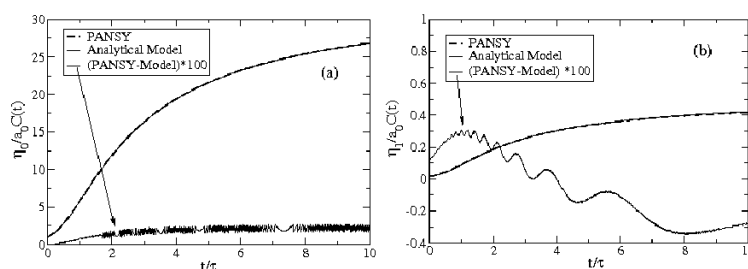 30
25
20
15
10
5
2.5
0
η₀/a₀C(t)
PANSY
Analytical Model
(PANSY-Model)*100
(a)
0
2
4
6
8
10
t/τ
0.8
0.6
0.4
0.2
0
-0.2
-0.4
η₁/a₀C(t)
PANSY
Analytical Model
(PANSY-Model) *100
(b)
0
2
4
6
8
10
t/τ